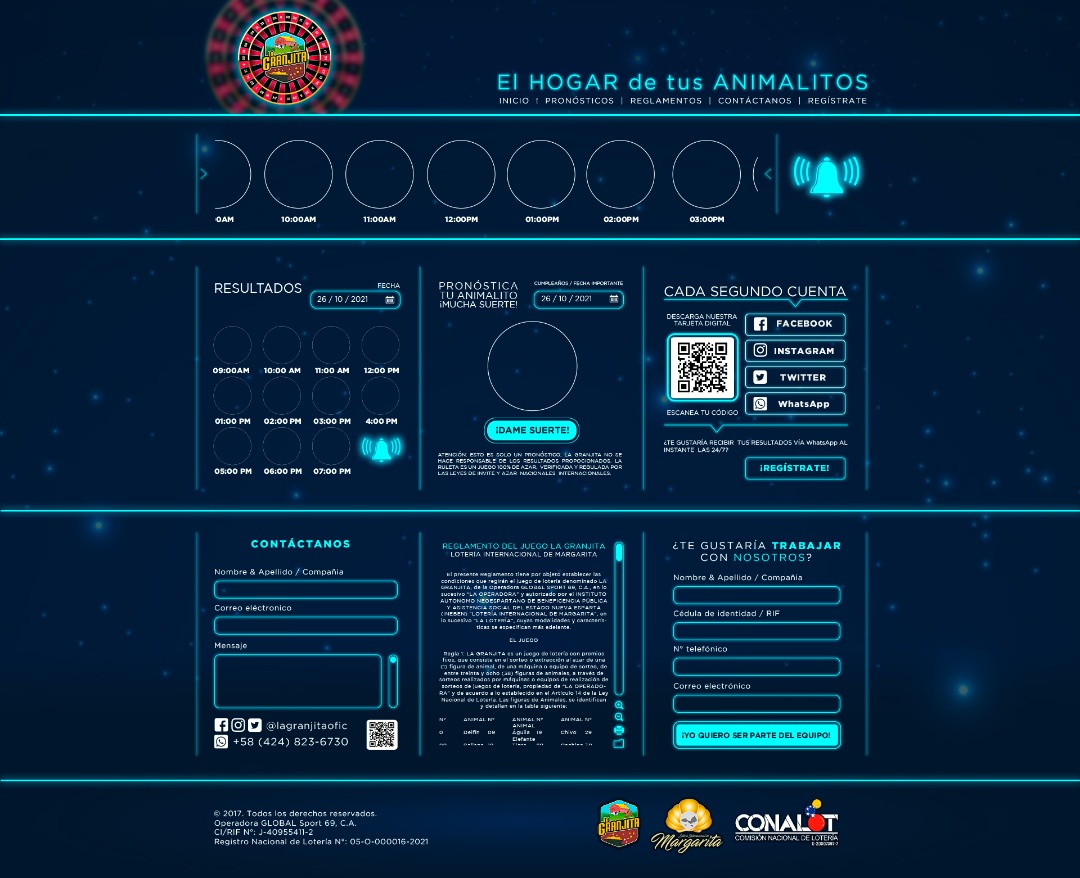 LA GRANJITA
El HOGAR de tus ANIMALITOS
INICIO | PRONÓSTICOS | REGLAMENTOS | CONTÁCTANOS | REGÍSTRATE
0AM 10:00AM 11:00AM 12:00PM 01:00PM 02:00PM 03:00PM
RESULTADOS
FECHA
26 / 10 / 2021
09:00AM 10:00 AM 11:00 AM 12:00 PM
01:00 PM 02:00 PM 03:00 PM 4:00 PM
05:00 PM 06:00 PM 07:00 PM
PRONÓSTICA
TU ANIMALITO
¡MUCHA SUERTE!
CUMPLEAÑOS / FECHA IMPORTANTE
26 / 10 / 2021
¡DAME SUERTE!
ATENCIÓN: ESTO ES SOLO UN PRONÓSTICO, LA GRANJITA NO SE
HACE RESPONSABLE DE LOS RESULTADOS PROPOCIONADOS. LA
RULETA ES UN JUEGO 100% DE AZAR, VERIFICADA Y REGULADA POR
LAS LEYES DE INVITE Y AZAR NACIONALES INTERNACIONALES.
CADA SEGUNDO CUENTA
DESCARGA NUESTRA
TARJETA DIGITAL
ESCANEA TU CÓDIGO
FACEBOOK
INSTAGRAM
TWITTER
WhatsApp
¿TE GUSTARÍA RECIBIR TUS RESULTADOS VÍA WhatsApp AL
INSTANTE LAS 24/7?
¡REGÍSTRATE!
CONTÁCTANOS
Nombre & Apellido / Compañia
Correo eléctronico
Mensaje
@lagranjitaofic
+58 (424) 823-6730
REGLAMENTO DEL JUEGO LA GRANJITA
LOTERÍA INTERNACIONAL DE MARGARITA
El presente Reglamento tiene por objeto establecer las
condiciones que regirán el juego de lotería denominado LA
GRANJITA, de la Operadora GLOBAL SPORT 69, C.A., en lo
sucesivo "LA OPERADORA" y autorizado por el INSTITUTO
AUTÓNOMO NEOESPARTANO DE BENEFICENCIA PÚBLICA
Y ASISTENCIA SOCIAL DEL ESTADO NUEVA ESPARTA
(INEBEN) "LOTERÍA INTERNACIONAL DE MARGARITA", en
lo sucesivo "LA LOTERÍA", cuyas modalidades y caracterís-
ticas se especifican más adelante.
EL JUEGO
Regla 1: LA GRANJITA es un juego de lotería con premios
fijos, que consiste en el sorteo o extracción al azar de una
(1) figura de animal, de una máquina o equipo de sorteo, de
entre treinta y ocho (38) figuras de animales, a través de
sorteos realizados por máquinas o equipos de realización de
sorteos de juegos de lotería, propiedad de "LA OPERADO-
RA" y de acuerdo a lo establecido en el Artículo 14 de la Ley
Nacional de Lotería. Las figuras de Animales, se identifican
y detallan en la tabla siguiente:
Nº ANIMAL Nº ANIMAL Nº ANIMAL Nº
ANIMAL
0 Delfín 09 Águila 19 Chivo 29
Elefante
¿TE GUSTARÍA TRABAJAR
CON NOSOTROS?
Nombre & Apellido / Compañia
Cédula de identidad / RIF
N° telefónico
Correo electrónico
¡YO QUIERO SER PARTE DEL EQUIPO!
© 2017. Todos los derechos reservados.
Operadora GLOBAL Sport 69, C.A.
CI/RIF N°: J-40955411-2
Registro Nacional de Lotería N°: 05-O-000016-2021
LA GRANJITA
Margarita
CONALOT
COMISIÓN NACIONAL DE LOTERÍA